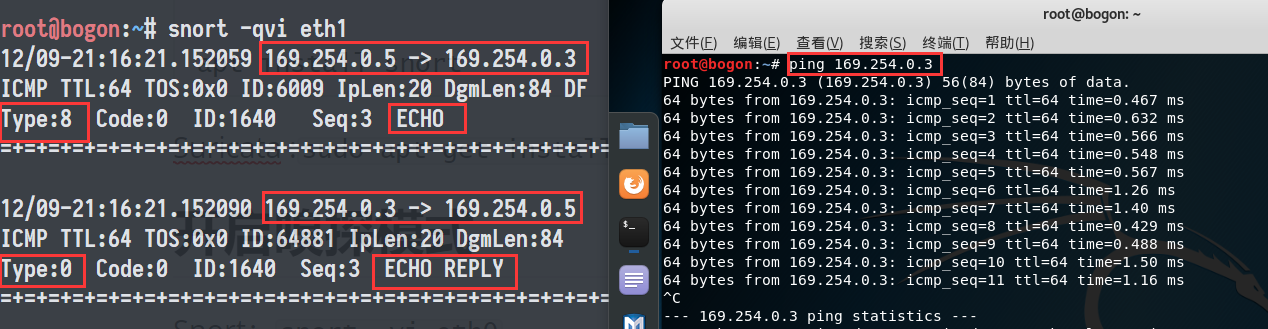 root@bogon:~# snort -qvi eth1
12/09-21:16:21.152059 169.254.0.5 -> 169.254.0.3
ICMP TTL:64 TOS:0x0 ID:6009 IpLen:20 DgmLen:84 DF
Type:8  Code:0  ID:1640   Seq:3  ECHO
=+=+=+=+=+=+=+=+=+=+=+=+=+=+=+=+=+=+=+=+=+=+=+=+=+
12/09-21:16:21.152090 169.254.0.3 -> 169.254.0.5
ICMP TTL:64 TOS:0x0 ID:64881 IpLen:20 DgmLen:84
Type:0  Code:0  ID:1640  Seq:3  ECHO REPLY
=+=+=+=+=+=+=+=+=+=+=+=+=+=+=+=+=+=+=+=+=+=+=+=+=+
root@bogon: ~
文件(F) 编辑(E) 查看(V) 搜索(S) 终端(T) 帮助(H)
root@bogon:~# ping 169.254.0.3
PING 169.254.0.3 (169.254.0.3) 56(84) bytes of data.
64 bytes from 169.254.0.3: icmp_seq=1 ttl=64 time=0.467 ms
64 bytes from 169.254.0.3: icmp_seq=2 ttl=64 time=0.632 ms
64 bytes from 169.254.0.3: icmp_seq=3 ttl=64 time=0.566 ms
64 bytes from 169.254.0.3: icmp_seq=4 ttl=64 time=0.548 ms
64 bytes from 169.254.0.3: icmp_seq=5 ttl=64 time=0.567 ms
64 bytes from 169.254.0.3: icmp_seq=6 ttl=64 time=1.26 ms
64 bytes from 169.254.0.3: icmp_seq=7 ttl=64 time=1.40 ms
64 bytes from 169.254.0.3: icmp_seq=8 ttl=64 time=0.429 ms
64 bytes from 169.254.0.3: icmp_seq=9 ttl=64 time=0.488 ms
64 bytes from 169.254.0.3: icmp_seq=10 ttl=64 time=1.50 ms
64 bytes from 169.254.0.3: icmp_seq=11 ttl=64 time=1.16 ms
^C
--- 169.254.0.3 ping statistics ---